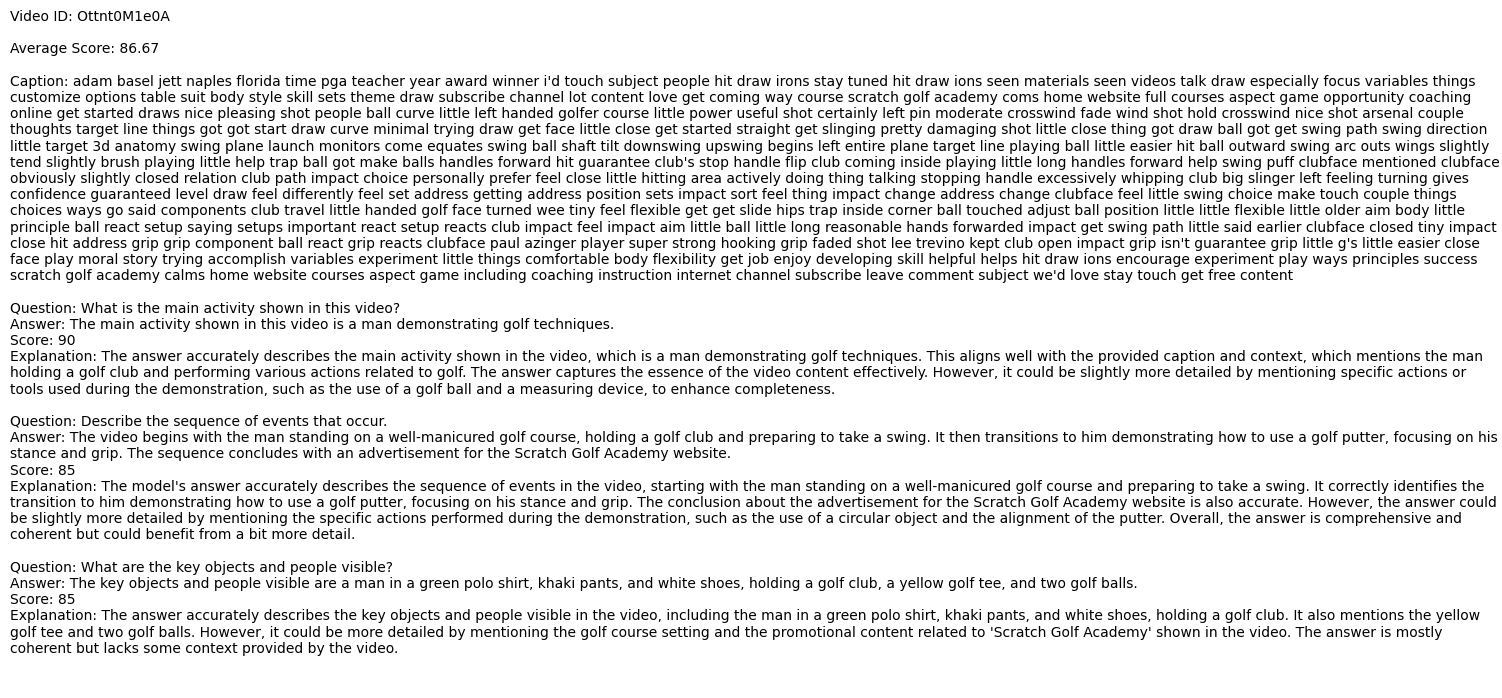 Video ID: Ottnt0M1e0A
Average Score: 86.67
Caption: adam basel jett naples florida time pga teacher year award winner i'd touch subject people hit draw irons stay tuned hit draw ions seen materials seen videos talk draw especially focus variables things
customize options table suit body style skill sets theme draw subscribe channel lot content love get coming way course scratch golf academy coms home website full courses aspect game opportunity coaching
online get started draws nice pleasing shot people ball curve little left handed golfer course little power useful shot certainly left pin moderate crosswind fade wind shot hold crosswind nice shot arsenal couple
thoughts target line things got got start draw curve minimal trying draw get face little close get started straight get slinging pretty damaging shot little close thing got draw ball got get swing path swing direction
little target 3d anatomy swing plane launch monitors come equates swing ball shaft tilt downswing upswing begins left entire plane target line playing ball little easier hit ball outward swing arc outs wings slightly
tend slightly brush playing little help trap ball got make balls handles forward hit guarantee club's stop handle flip club coming inside playing little long handles forward help swing puff clubface mentioned clubface
obviously slightly closed relation club path impact choice personally prefer feel close little hitting area actively doing thing talking stopping handle excessively whipping club big slinger left feeling turning gives
confidence guaranteed level draw feel differently feel set address getting address position sets impact sort feel thing impact change address change clubface feel little swing choice make touch couple things
choices ways go said components club travel little handed golf face turned wee tiny feel flexible get get slide hips trap inside corner ball touched adjust ball position little little flexible little older aim body little
principle ball react setup saying setups important react setup reacts club impact feel impact aim little ball little long reasonable hands forwarded impact get swing path little said earlier clubface closed tiny impact
close hit address grip grip component ball react grip reacts clubface paul azinger player super strong hooking grip faded shot lee trevino kept club open impact grip isn't guarantee grip little g's little easier close
face play moral story trying accomplish variables experiment little things comfortable body flexibility get job enjoy developing skill helpful helps hit draw ions encourage experiment play ways principles success
scratch golf academy calms home website courses aspect game including coaching instruction internet channel subscribe leave comment subject we'd love stay touch get free content
Question: What is the main activity shown in this video?
Answer: The main activity shown in this video is a man demonstrating golf techniques.
Score: 90
Explanation: The answer accurately describes the main activity shown in the video, which is a man demonstrating golf techniques. This aligns well with the provided caption and context, which mentions the man
holding a golf club and performing various actions related to golf. The answer captures the essence of the video content effectively. However, it could be slightly more detailed by mentioning specific actions or
tools used during the demonstration, such as the use of a golf ball and a measuring device, to enhance completeness.
Question: Describe the sequence of events that occur.
Answer: The video begins with the man standing on a well-manicured golf course, holding a golf club and preparing to take a swing. It then transitions to him demonstrating how to use a golf putter, focusing on his
stance and grip. The sequence concludes with an advertisement for the Scratch Golf Academy website.
Score: 85
Explanation: The model's answer accurately describes the sequence of events in the video, starting with the man standing on a well-manicured golf course and preparing to take a swing. It correctly identifies the
transition to him demonstrating how to use a golf putter, focusing on his stance and grip. The conclusion about the advertisement for the Scratch Golf Academy website is also accurate. However, the answer could
be slightly more detailed by mentioning the specific actions performed during the demonstration, such as the use of a circular object and the alignment of the putter. Overall, the answer is comprehensive and
coherent but could benefit from a bit more detail.
Question: What are the key objects and people visible?
Answer: The key objects and people visible are a man in a green polo shirt, khaki pants, and white shoes, holding a golf club, a yellow golf tee, and two golf balls.
Score: 85
Explanation: The answer accurately describes the key objects and people visible in the video, including the man in a green polo shirt, khaki pants, and white shoes, holding a golf club. It also mentions the yellow
golf tee and two golf balls. However, it could be more detailed by mentioning the golf course setting and the promotional content related to 'Scratch Golf Academy' shown in the video. The answer is mostly
coherent but lacks some context provided by the video.